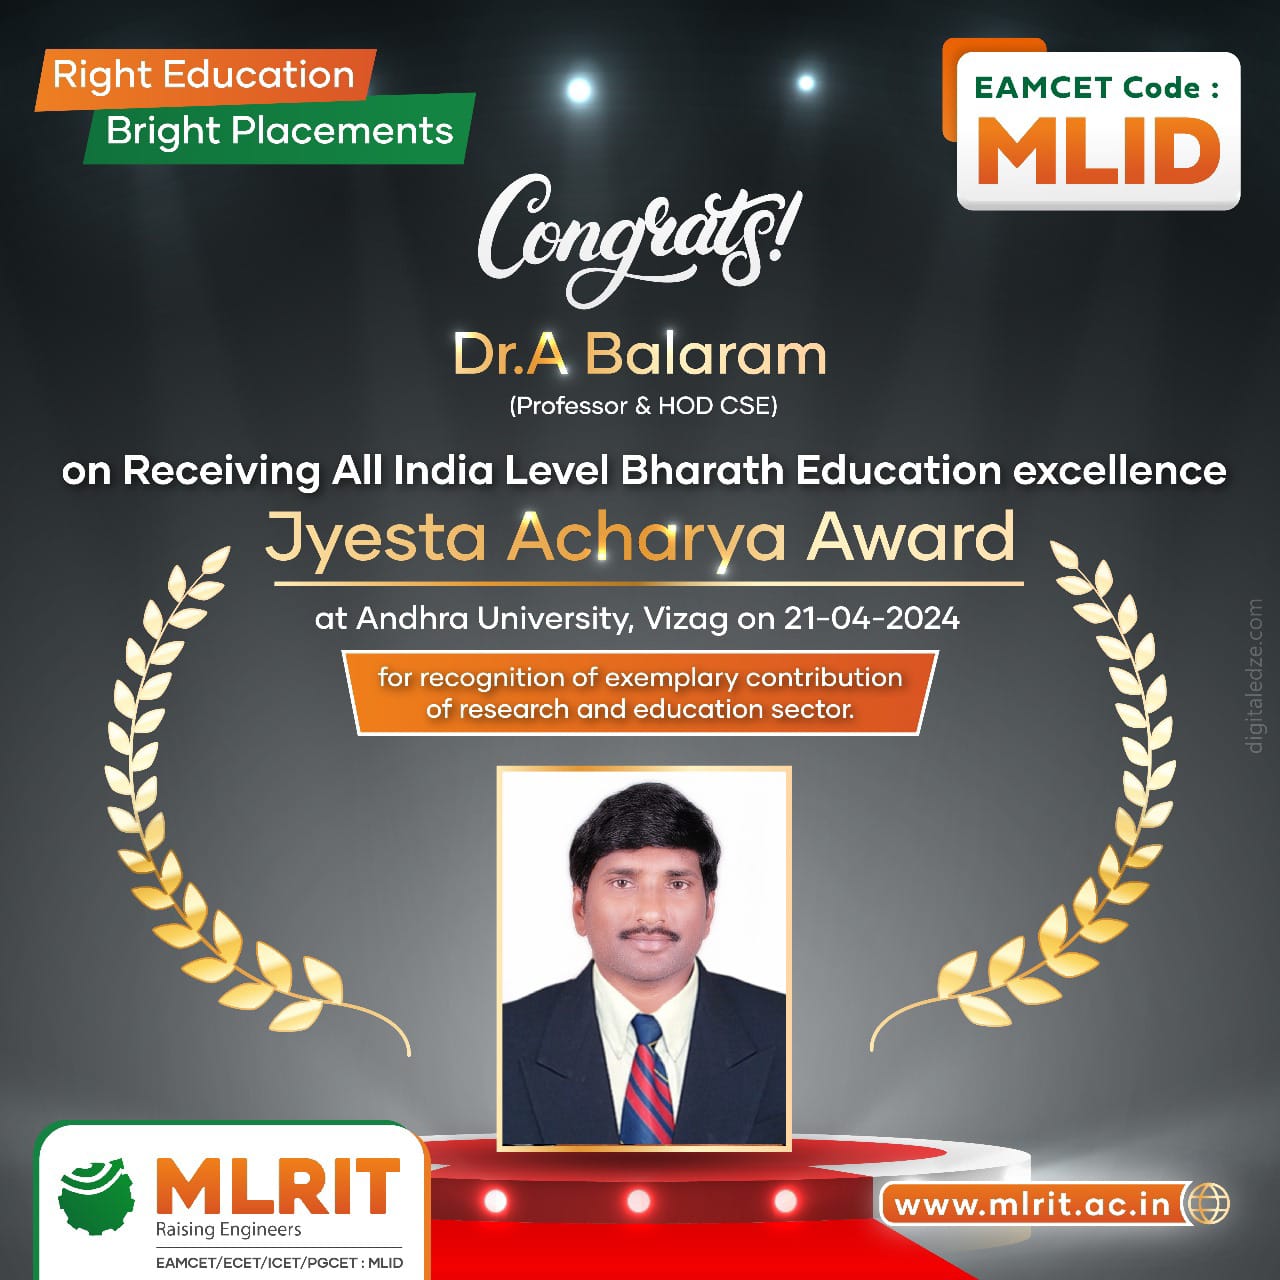 Right Education
Bright Placements
EAMCET Code :
MLID
Congrats!
Dr.A Balaram
(Professor & HOD CSE)
on Receiving All India Level Bharath Education excellence
Jyesta Acharya Award
at Andhra University, Vizag on 21-04-2024
for recognition of exemplary contribution
of research and education sector.
digitaledze.com
MLRIT
Raising Engineers
EAMCET/ECET/ICET/PGCET : MLID
www.mlrit.ac.in